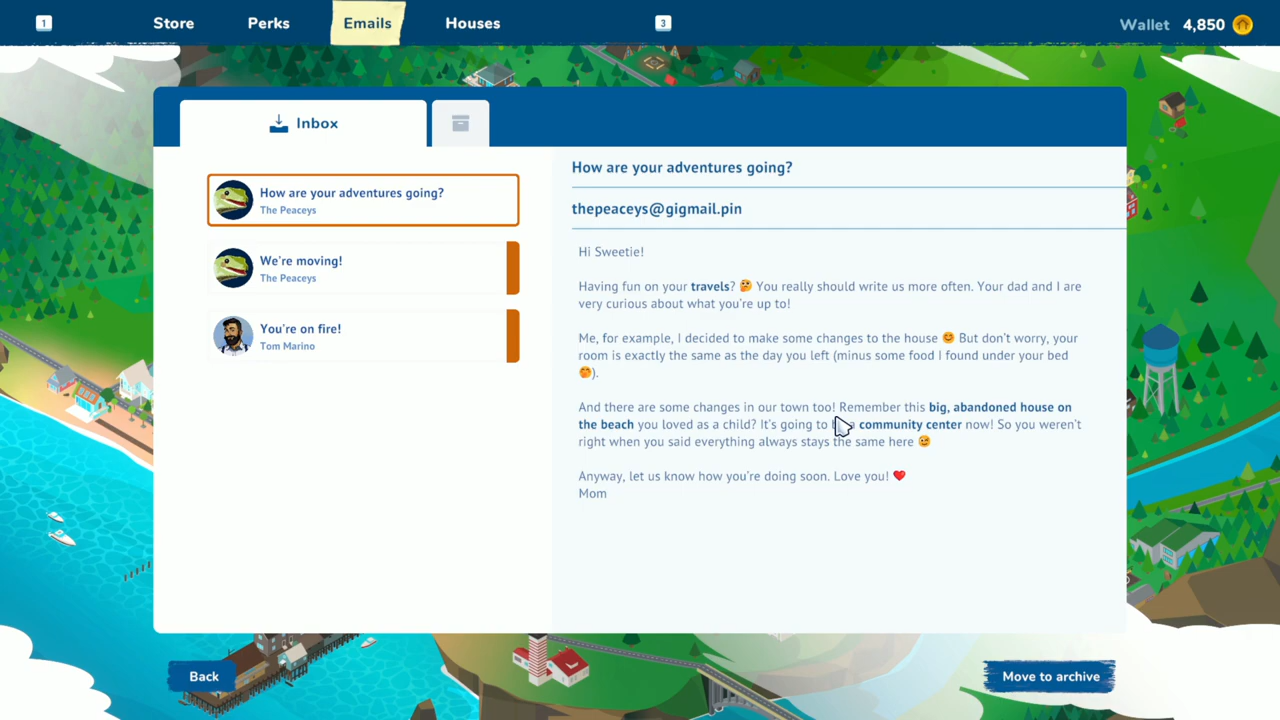 1 Store Perks Emails Houses 3 Wallet 4,850
Inbox
How are your adventures going?
The Peaceys
We're moving!
The Peaceys
You're on fire!
Tom Marino
How are your adventures going?
thepeaceys@gigmail.pin
Hi Sweetie!
Having fun on your travels? 🤔 You really should write us more often. Your dad and I are
very curious about what you're up to!
Me, for example, I decided to make some changes to the house 😊 But don't worry, your
room is exactly the same as the day you left (minus some food I found under your bed
🤭).
And there are some changes in our town too! Remember this big, abandoned house on
the beach you loved as a child? It's going to community center now! So you weren't
right when you said everything always stays the same here 😉
Anyway, let us know how you're doing soon. Love you! ❤️
Mom
Back
Move to archive